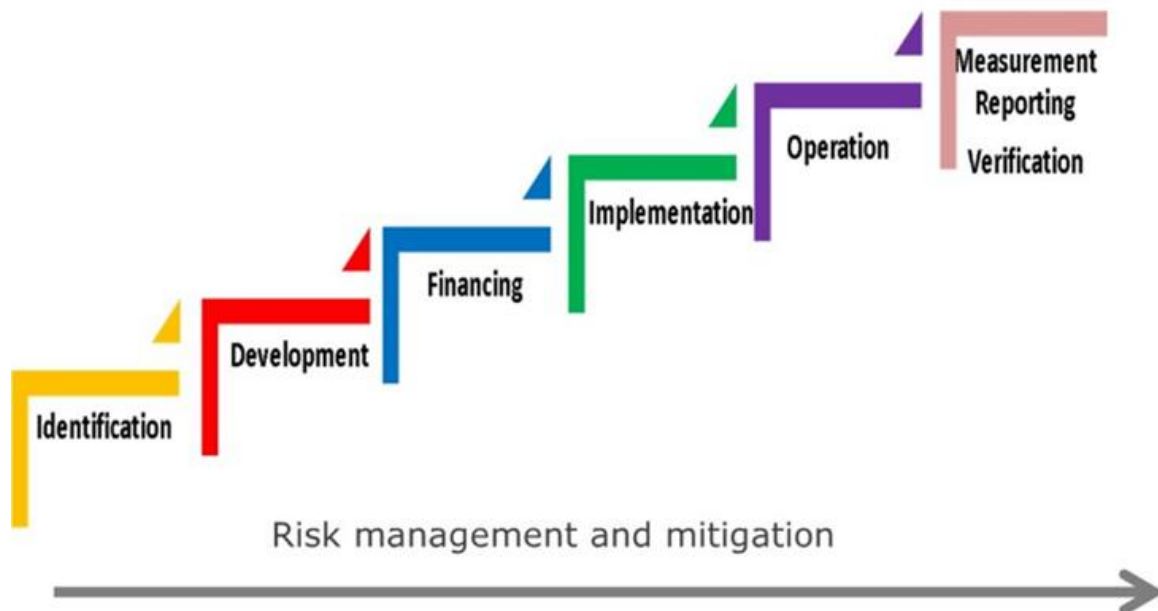 Identification
Development
Financing
Implementation
Operation
Measurement
Reporting
Verification
Risk management and mitigation